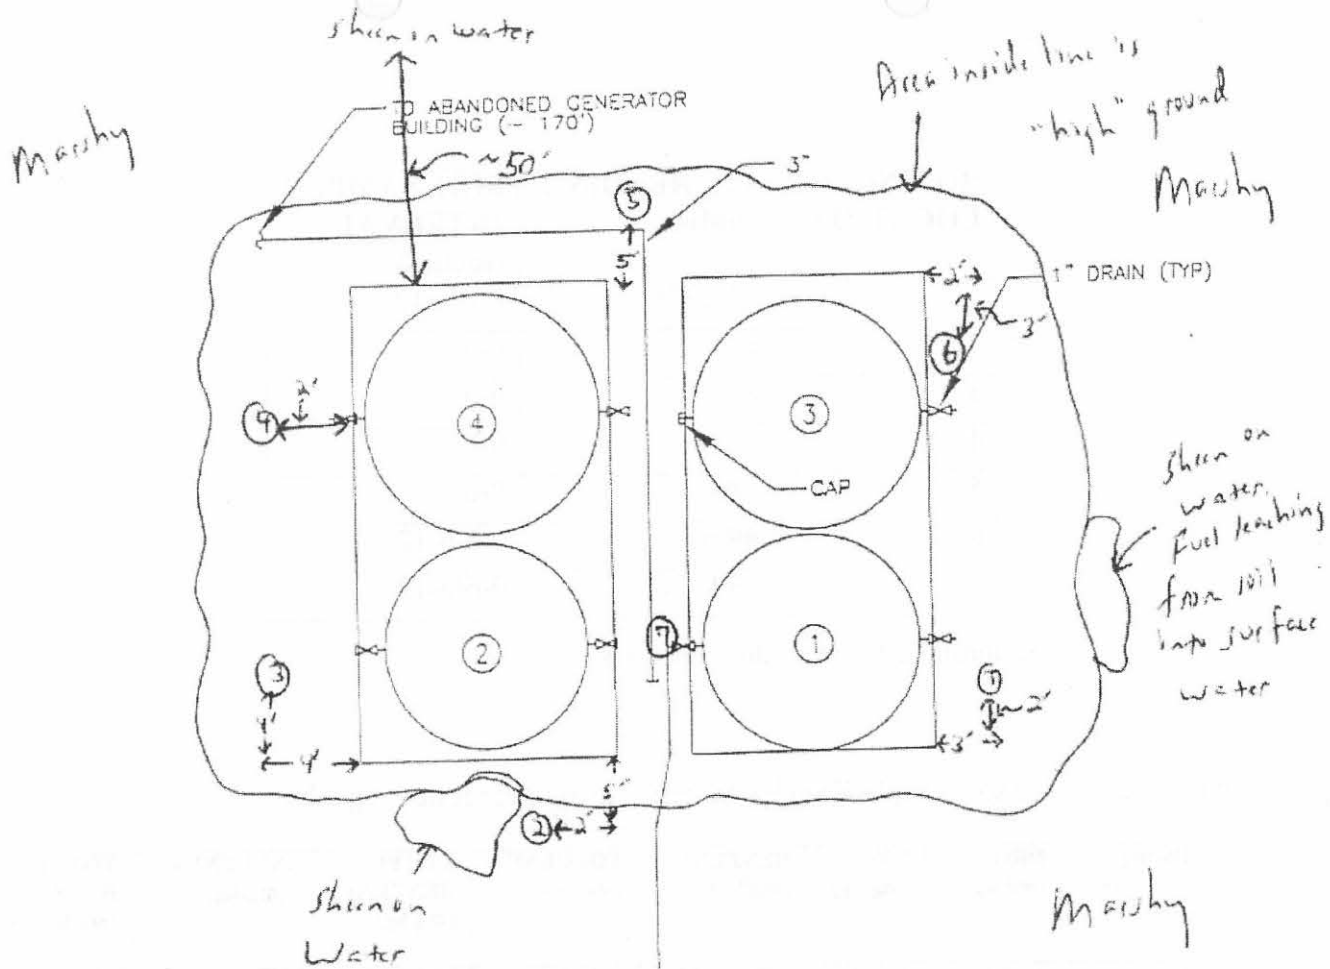 Sheen on water
Area inside line is
"high" ground
Marshy
TO ABANDONED GENERATOR
BUILDING (~ 170')
~50'
3"
Marshy
5
5'
2'
1" DRAIN (TYP)
3'
6
2'
9
4
3
CAP
Sheen on
water.
Fuel leaching
from soil
into surface
water
7
2
1
3
4'
4'
1
~2'
3'
5'
2
2'
Sheen on
Water
Marshy